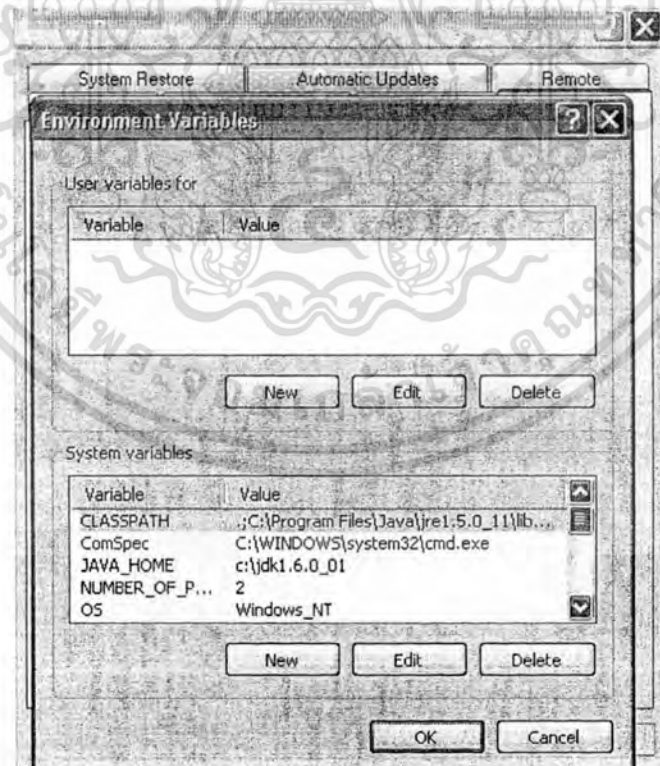 System Restore Automatic Updates Remote
Environment Variables
User variables for
Variable Value
New Edit Delete
System variables
Variable Value
CLASSPATH .;C:\Program Files\Java\jre1.5.0_11\lib...
ComSpec C:\WINDOWS\system32\cmd.exe
JAVA_HOME c:\jdk1.6.0_01
NUMBER_OF_P... 2
OS Windows_NT
New Edit Delete
OK Cancel